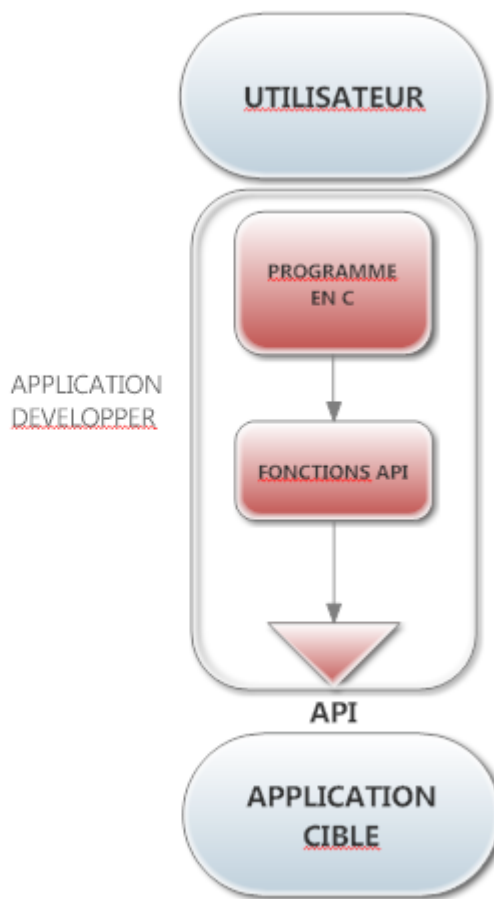 UTILISATEUR
PROGRAMME
EN C
APPLICATION
DEVELOPPER
FONCTIONS API
API
APPLICATION
CIBLE